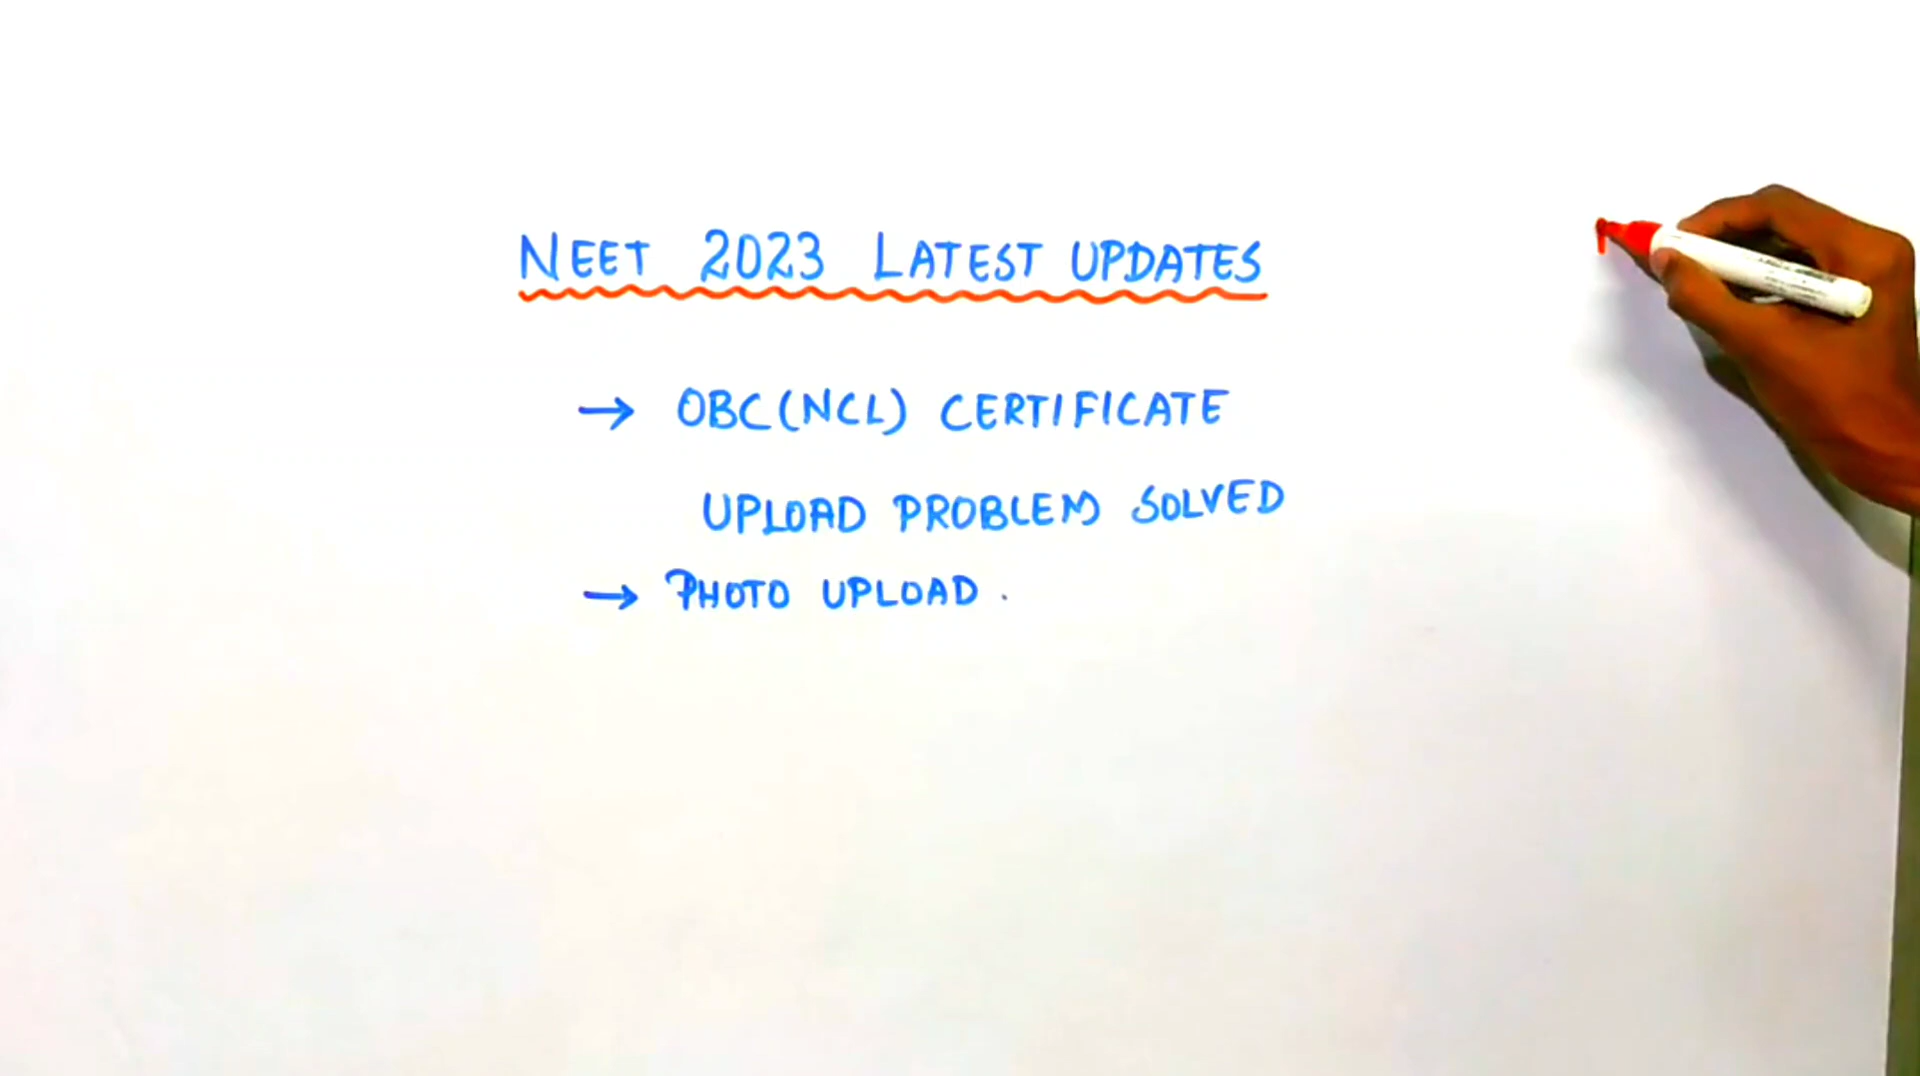 NEET 2023 LATEST UPDATES
→ OBC(NCL) CERTIFICATE
UPLOAD PROBLEM SOLVED
→ PHOTO UPLOAD.